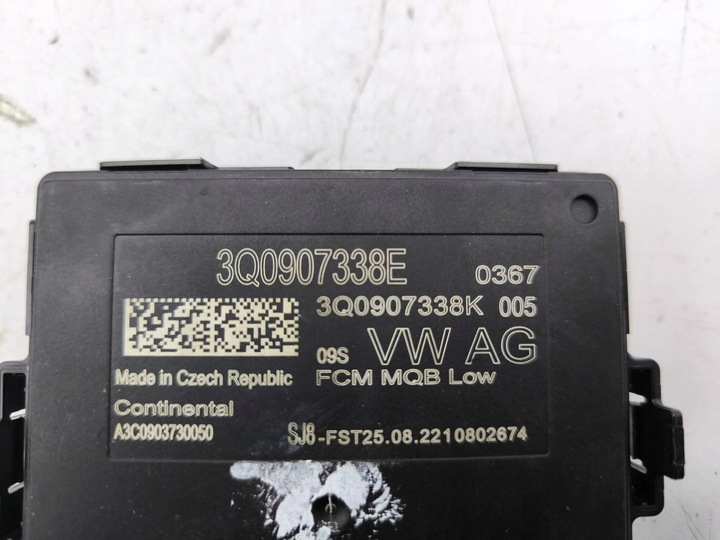 3Q0907338E
0367
3Q0907338K 005
09S VW AG
Made in Czech Republic FCM MQB Low
Continental
A3C0903730050 SJ8-FST25.08.2210802674